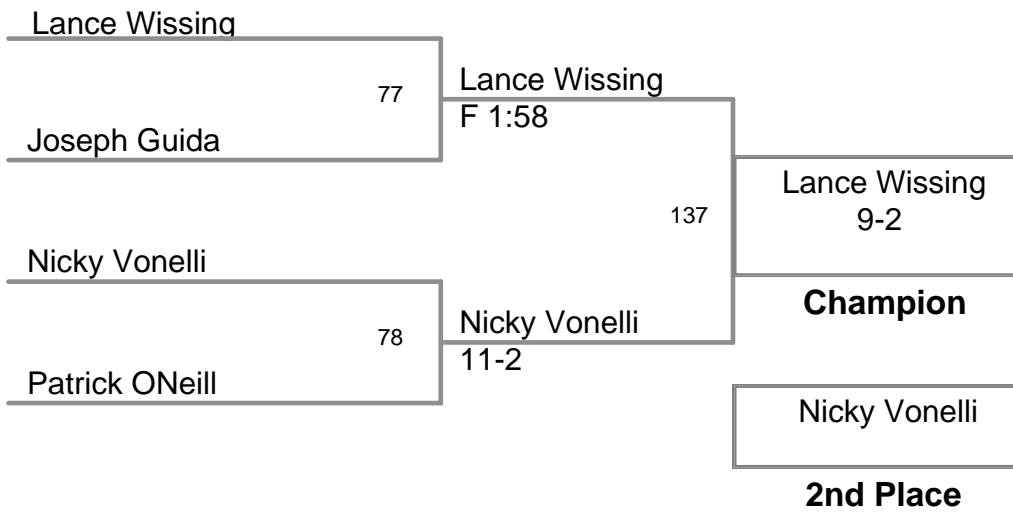 Lance Wissing
77
Joseph Guida
Lance Wissing
F 1:58
Nicky Vonelli
78
Patrick ONeill
Nicky Vonelli
11-2
137
Lance Wissing
9-2
Champion
Nicky Vonelli
2nd Place